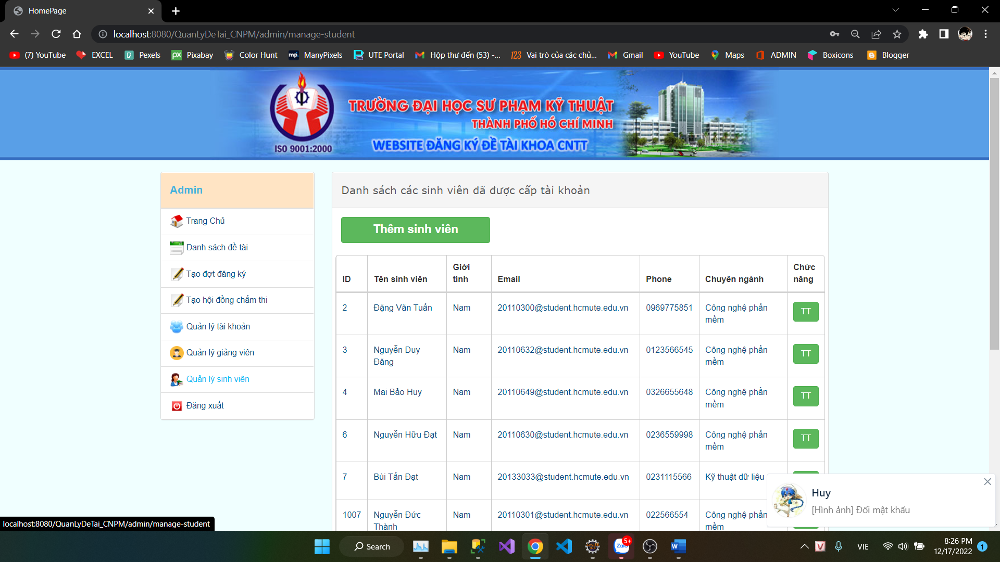 HomePage
localhost:8080/QuanLyDeTai_CNPM/admin/manage-student
(7) YouTube
EXCEL
Pexels
px
Pixabay
Color Hunt
mp.
ManyPixels
UTE Portal
Hộp thư đến (53) -...
123
Vai trò của các chủ...
Gmail
YouTube
Maps
ADMIN
Boxicons
Blogger
TRƯỜNG ĐẠI HỌC SƯ PHẠM KỸ THUẬT
THÀNH PHỐ HỒ CHÍ MINH
WEBSITE ĐĂNG KÝ ĐỀ TÀI KHOA CNTT
ISO 9001:2000
Admin
Trang Chủ
Danh sách đề tài
Tạo đợt đăng ký
Tạo hội đồng chấm thi
Quản lý tài khoản
Quản lý giảng viên
Quản lý sinh viên
Đăng xuất
Danh sách các sinh viên đã được cấp tài khoản
Thêm sinh viên
ID Tên sinh viên Giới tính Email Phone Chuyên ngành Chức năng
2 Đặng Văn Tuấn Nam 20110300@student.hcmute.edu.vn 0969775851 Công nghệ phần mềm TT
3 Nguyễn Duy Đăng Nam 20110632@student.hcmute.edu.vn 0123566545 Công nghệ phần mềm TT
4 Mai Bảo Huy Nam 20110649@student.hcmute.edu.vn 0326655648 Công nghệ phần mềm TT
6 Nguyễn Hữu Đạt Nam 20110630@student.hcmute.edu.vn 0236559998 Công nghệ phần mềm TT
7 Bùi Tấn Đạt Nam 20133033@student.hcmute.edu.vn 0231115566 Kỹ thuật dữ liệu
1007 Nguyễn Đức Thành Nam 20110301@student.hcmute.edu.vn 022566554 Công nghệ phần mềm
Huy
[Hình ảnh] Đổi mật khẩu
localhost:8080/QuanLyDeTai_CNPM/admin/manage-student
Search
Zalo
5+
VIE
8:26 PM
12/17/2022
1